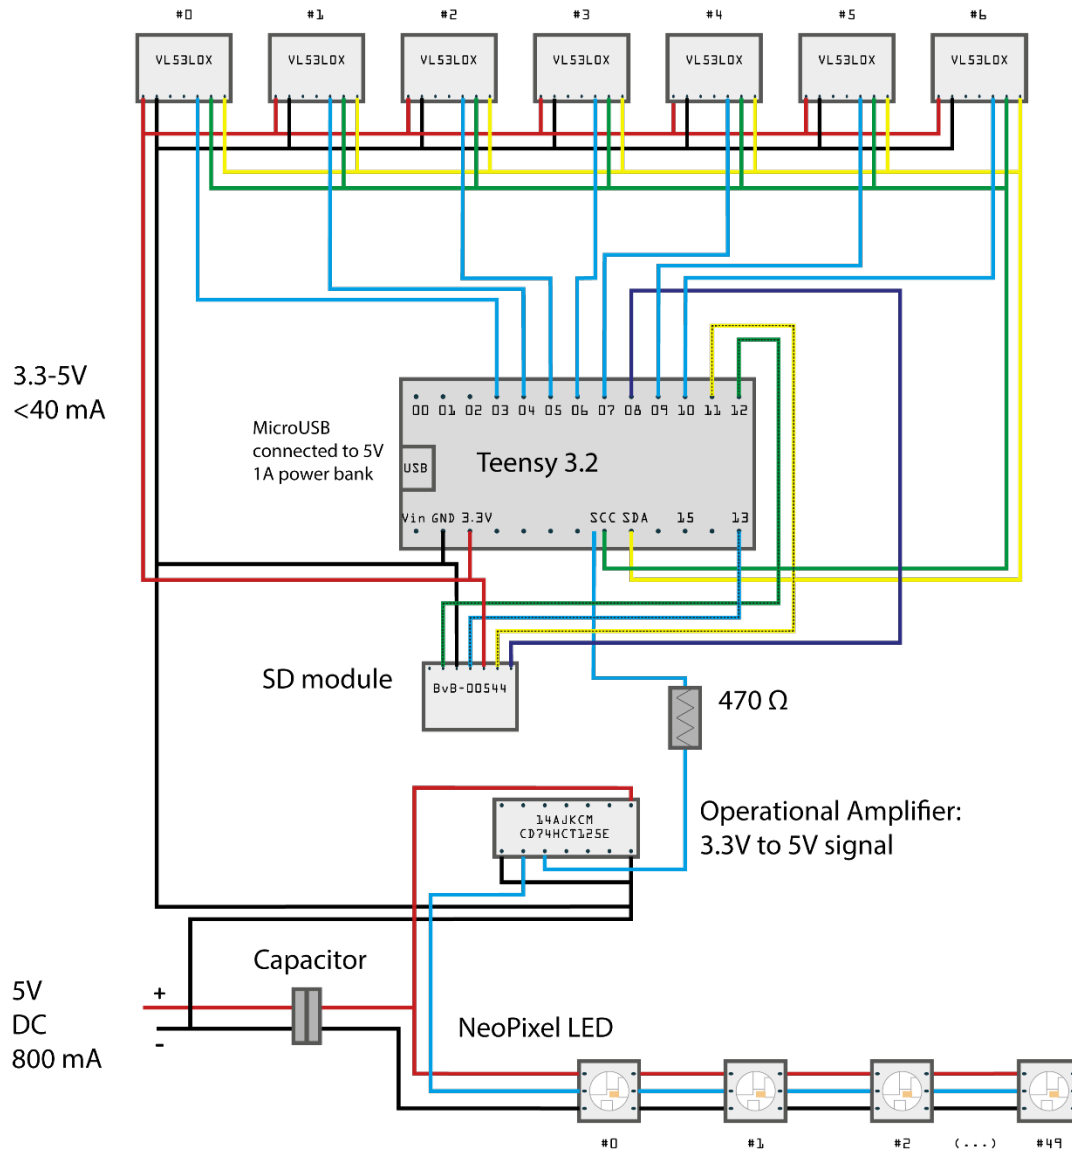 #0 #1 #2 #3 #4 #5 #6
VL53L0X VL53L0X VL53L0X VL53L0X VL53L0X VL53L0X VL53L0X
3.3-5V
<40 mA
MicroUSB
connected to 5V
1A power bank
00 01 02 03 04 05 06 07 08 09 10 11 12
USB
Teensy 3.2
Vin GND 3.3V SCC SDA 15 13
SD module
BvB-00544
470 Ω
14AJKCM
CD74HCT125E
Operational Amplifier:
3.3V to 5V signal
Capacitor
5V
DC
800 mA
+
-
NeoPixel LED
#0 #1 #2 (...) #49